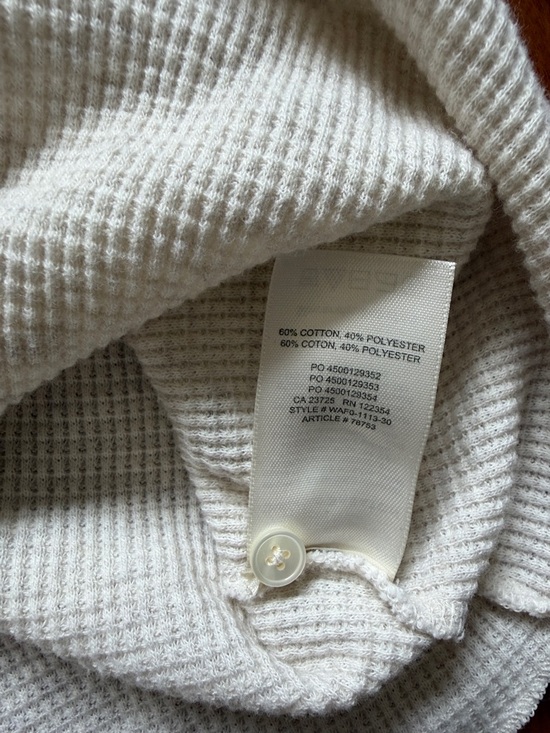 60% COTTON, 40% POLYESTER
60% COTON, 40% POLYESTER
PO 4500129352
PO 4500129353
PO 4500129354
CA 23725 RN 122354
STYLE # WAF0-1113-30
ARTICLE # 78753